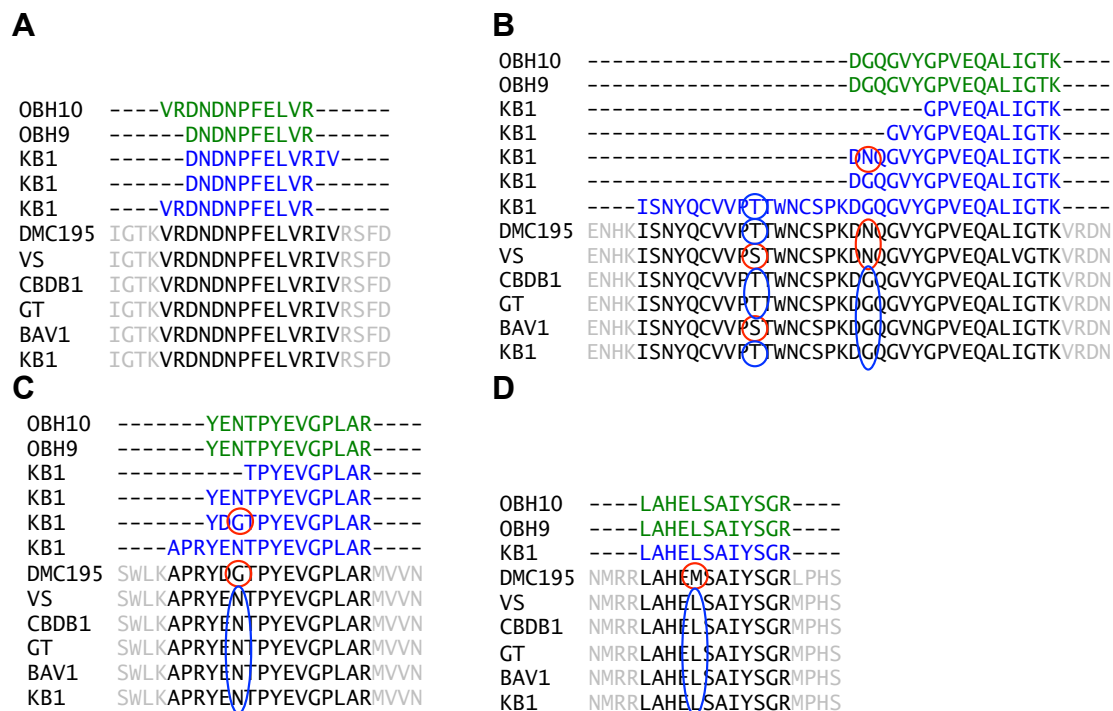 A
OBH10 ----VRDNDNPFELVR------
OBH9 ------DNDNPFELVR------
KB1 ------DNDNPFELVRIV----
KB1 ------DNDNPFELVR------
KB1 ----VRDNDNPFELVR------
DMC195 IGTKVRDNDNPFELVRIVRSFD
VS IGTKVRDNDNPFELVRIVRSFD
CBDB1 IGTKVRDNDNPFELVRIVRSFD
GT IGTKVRDNDNPFELVRIVRSFD
BAV1 IGTKVRDNDNPFELVRIVRSFD
KB1 IGTKVRDNDNPFELVRIVRSFD
B
OBH10 ---------------------DGQGVYGPVEQALIGTK----
OBH9 ---------------------DGQGVYGPVEQALIGTK----
KB1 ---------------------------GPVEQALIGTK----
KB1 ------------------------GVYGPVEQALIGTK----
KB1 ---------------------DNQGVYGPVEQALIGTK----
KB1 ---------------------DGQGVYGPVEQALIGTK----
KB1 ----ISNYQCVVPTTWNCSPKDGQGVYGPVEQALIGTK----
DMC195 ENHKISNYQCVVPTTWNCSPKDNQGVYGPVEQALIGTKVRDN
VS ENHKISNYQCVVPSTWNCSPKDNQGVYGPVEQALVGTKVRDN
CBDB1 ENHKISNYQCVVPTTWNCSPKDGQGVYGPVEQALIGTKVRDN
GT ENHKISNYQCVVPTTWNCSPKDGQGVYGPVEQALIGTKVRDN
BAV1 ENHKISNYQCVVPSTWNCSPKDGQGVNGPVEQALIGTKVRDN
KB1 ENHKISNYQCVVPTTWNCSPKDGQGVYGPVEQALIGTKVRDN
C
OBH10 -------YENTPYEVGPLAR----
OBH9 -------YENTPYEVGPLAR----
KB1 ----------TPYEVGPLAR----
KB1 -------YENTPYEVGPLAR----
KB1 -------YDGTPYEVGPLAR----
KB1 ----APRYENTPYEVGPLAR----
DMC195 SWLKAPRYDGTPYEVGPLARMVVN
VS SWLKAPRYENTPYEVGPLARMVVN
CBDB1 SWLKAPRYENTPYEVGPLARMVVN
GT SWLKAPRYENTPYEVGPLARMVVN
BAV1 SWLKAPRYENTPYEVGPLARMVVN
KB1 SWLKAPRYENTPYEVGPLARMVVN
D
OBH10 ----LAHELSAIYSGR----
OBH9 ----LAHELSAIYSGR----
KB1 ----LAHELSAIYSGR----
DMC195 NMRRLAHEMSAIYSGRLPHS
VS NMRRLAHELSAIYSGRMPHS
CBDB1 NMRRLAHELSAIYSGRMPHS
GT NMRRLAHELSAIYSGRMPHS
BAV1 NMRRLAHELSAIYSGRMPHS
KB1 NMRRLAHELSAIYSGRMPHS